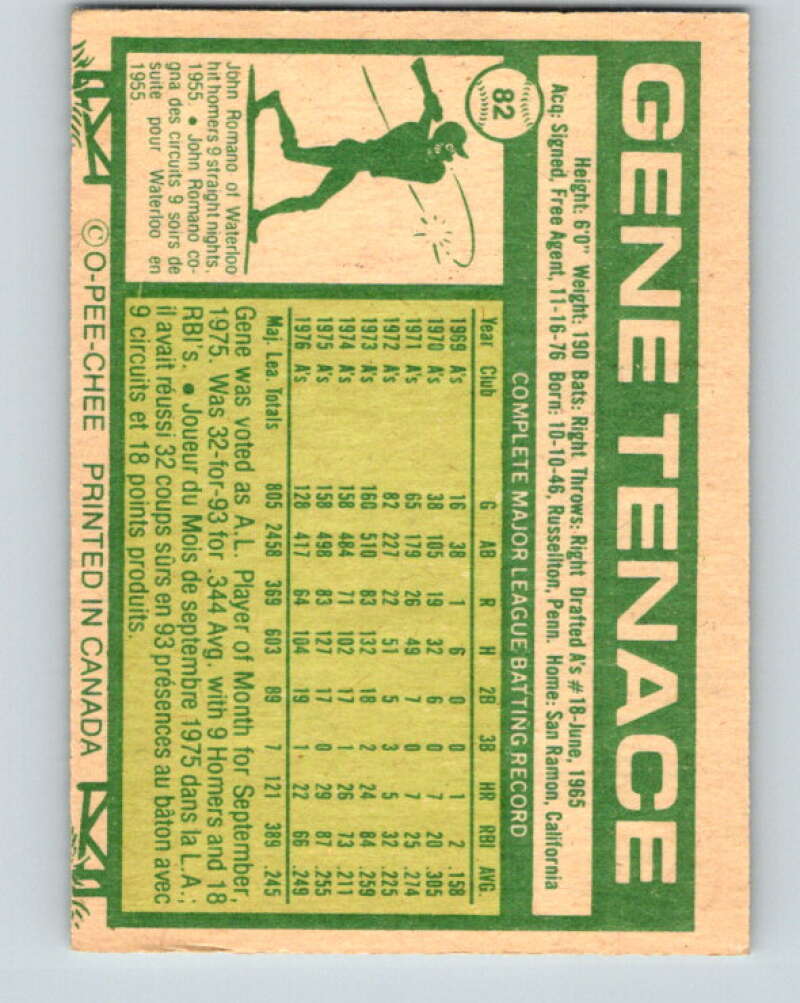 GENE TENACE
Height: 6'0" Weight: 190 Bats: Right Throws: Right Drafted A's #18-June, 1965
Acq: Signed, Free Agent, 11-16-76 Born: 10-10-46, Russellton, Penn. Home: San Ramon, California
82
COMPLETE MAJOR LEAGUE BATTING RECORD
Year Club G AB R H 2B 3B HR RBI AVG.
1969 A's 16 38 1 6 0 0 1 2 .158
1970 A's 38 105 19 32 6 0 7 20 .305
1971 A's 65 179 26 49 7 0 7 25 .274
1972 A's 82 227 22 51 5 3 5 32 .225
1973 A's 160 510 83 132 18 2 24 84 .259
1974 A's 158 484 71 102 17 1 26 73 .211
1975 A's 158 498 83 127 17 0 29 87 .255
1976 A's 128 417 64 104 19 1 22 66 .249
Maj. Lea. Totals 805 2458 369 603 89 7 121 389 .245
Gene was voted as A.L. Player of Month for September,
1975. Was 32-for-93 for .344 Avg. with 9 Homers and 18
RBI's. • Joueur du Mois de septembre 1975 dans la L.A.;
il avait réussi 32 coups sûrs en 93 présences au bâton avec
9 circuits et 18 points produits.
John Romano of Waterloo
hit homers 9 straight nights.
1955. • John Romano co-
gna des circuits 9 soirs de
suite pour Waterloo en
1955.
© O-PEE-CHEE PRINTED IN CANADA